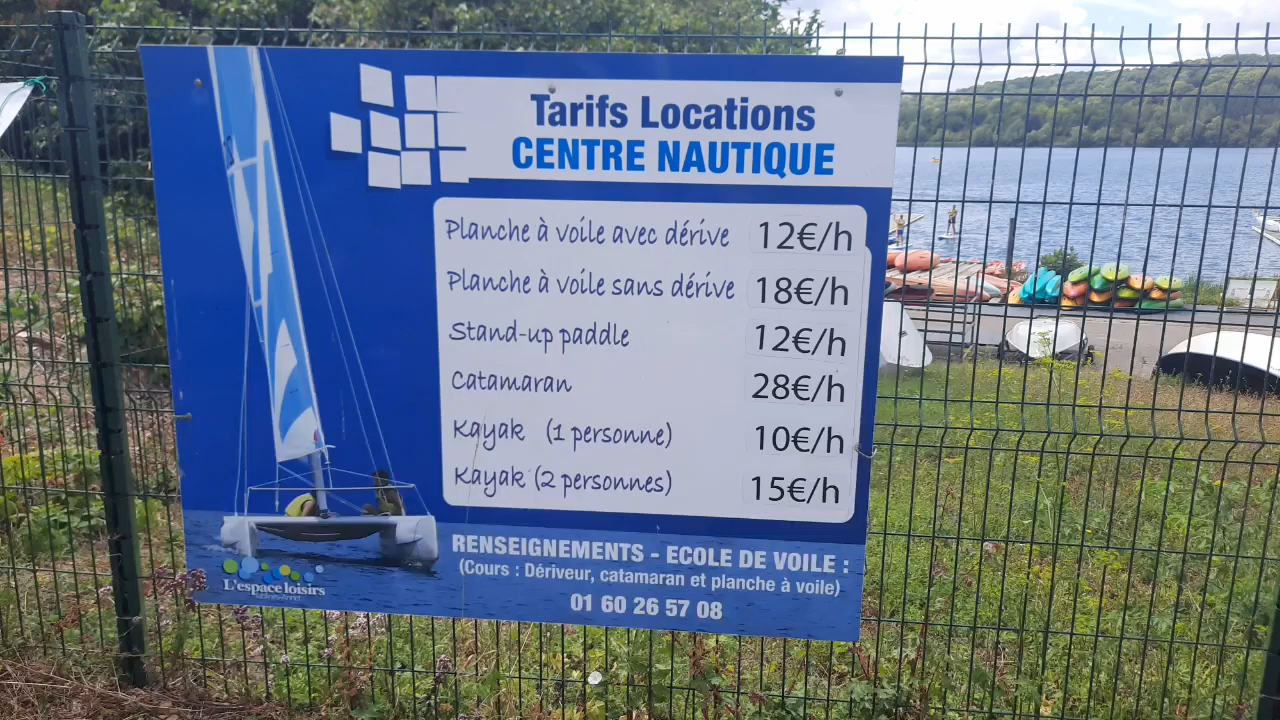 Tarifs Locations
CENTRE NAUTIQUE
Planche à voile avec dérive 12€/h
Planche à voile sans dérive 18€/h
Stand-up paddle 12€/h
Catamaran 28€/h
Kayak (1 personne) 10€/h
Kayak (2 personnes) 15€/h
RENSEIGNEMENTS - ECOLE DE VOILE :
(Cours : Dériveur, catamaran et planche à voile)
01 60 26 57 08
L'espace loisirs